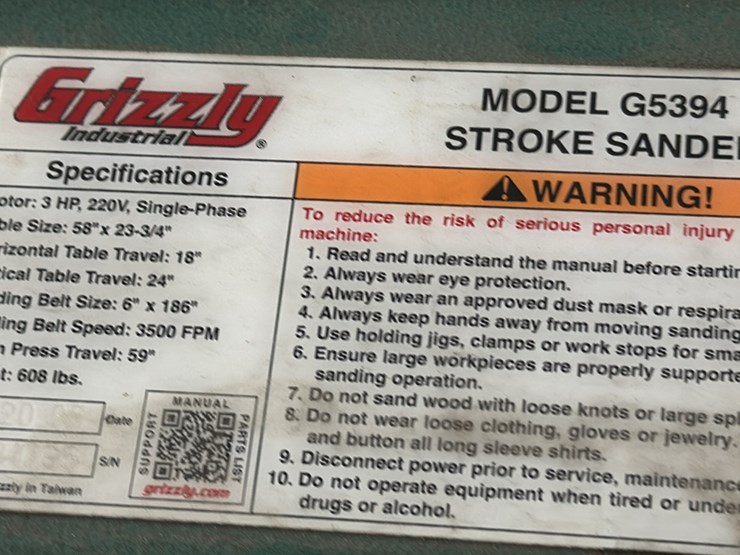 Grizzly
Industrial ®
MODEL G5394
STROKE SANDE
Specifications
otor: 3 HP, 220V, Single-Phase
ble Size: 58"x 23-3/4"
rizontal Table Travel: 18"
ical Table Travel: 24"
ding Belt Size: 6" x 186"
ing Belt Speed: 3500 FPM
n Press Travel: 59"
t: 608 lbs.
Date
S/N
MANUAL
SUPPORT
PARTS LIST
grizzly.com
zzly in Taiwan
WARNING!
To reduce the risk of serious personal injury
machine:
1. Read and understand the manual before startin
2. Always wear eye protection.
3. Always wear an approved dust mask or respira
4. Always keep hands away from moving sanding
5. Use holding jigs, clamps or work stops for sma
6. Ensure large workpieces are properly supporte
sanding operation.
7. Do not sand wood with loose knots or large spl
8. Do not wear loose clothing, gloves or jewelry.
and button all long sleeve shirts.
9. Disconnect power prior to service, maintenance
10. Do not operate equipment when tired or unde
drugs or alcohol.